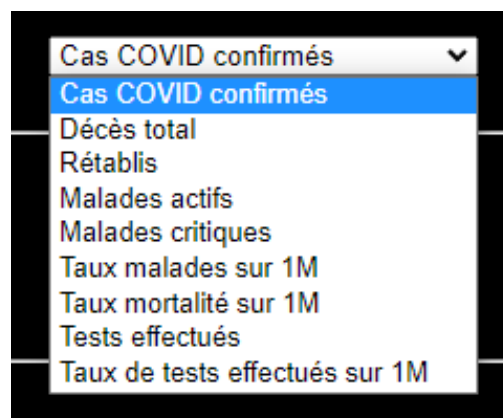 Cas COVID confirmés
Cas COVID confirmés
Décès total
Rétablis
Malades actifs
Malades critiques
Taux malades sur 1M
Taux mortalité sur 1M
Tests effectués
Taux de tests effectués sur 1M